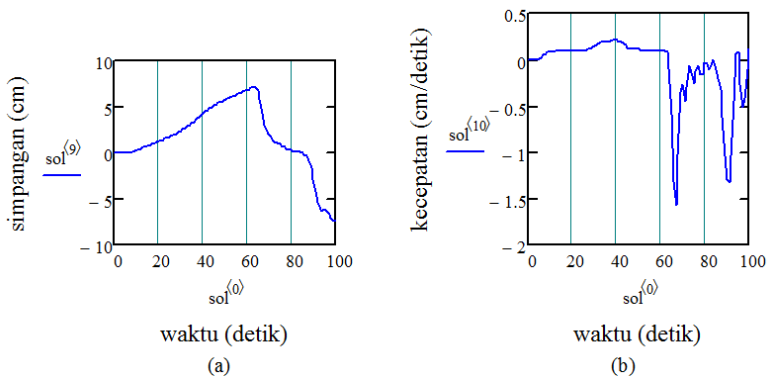 simpangan (cm)
10
5
0
− 5
− 10
sol⟨9⟩
0 20 40 60 80 100
sol⟨0⟩
waktu (detik)
(a)
kecepatan (cm/detik)
0.5
0
− 0.5
− 1
− 1.5
− 2
sol⟨10⟩
0 20 40 60 80 100
sol⟨0⟩
waktu (detik)
(b)